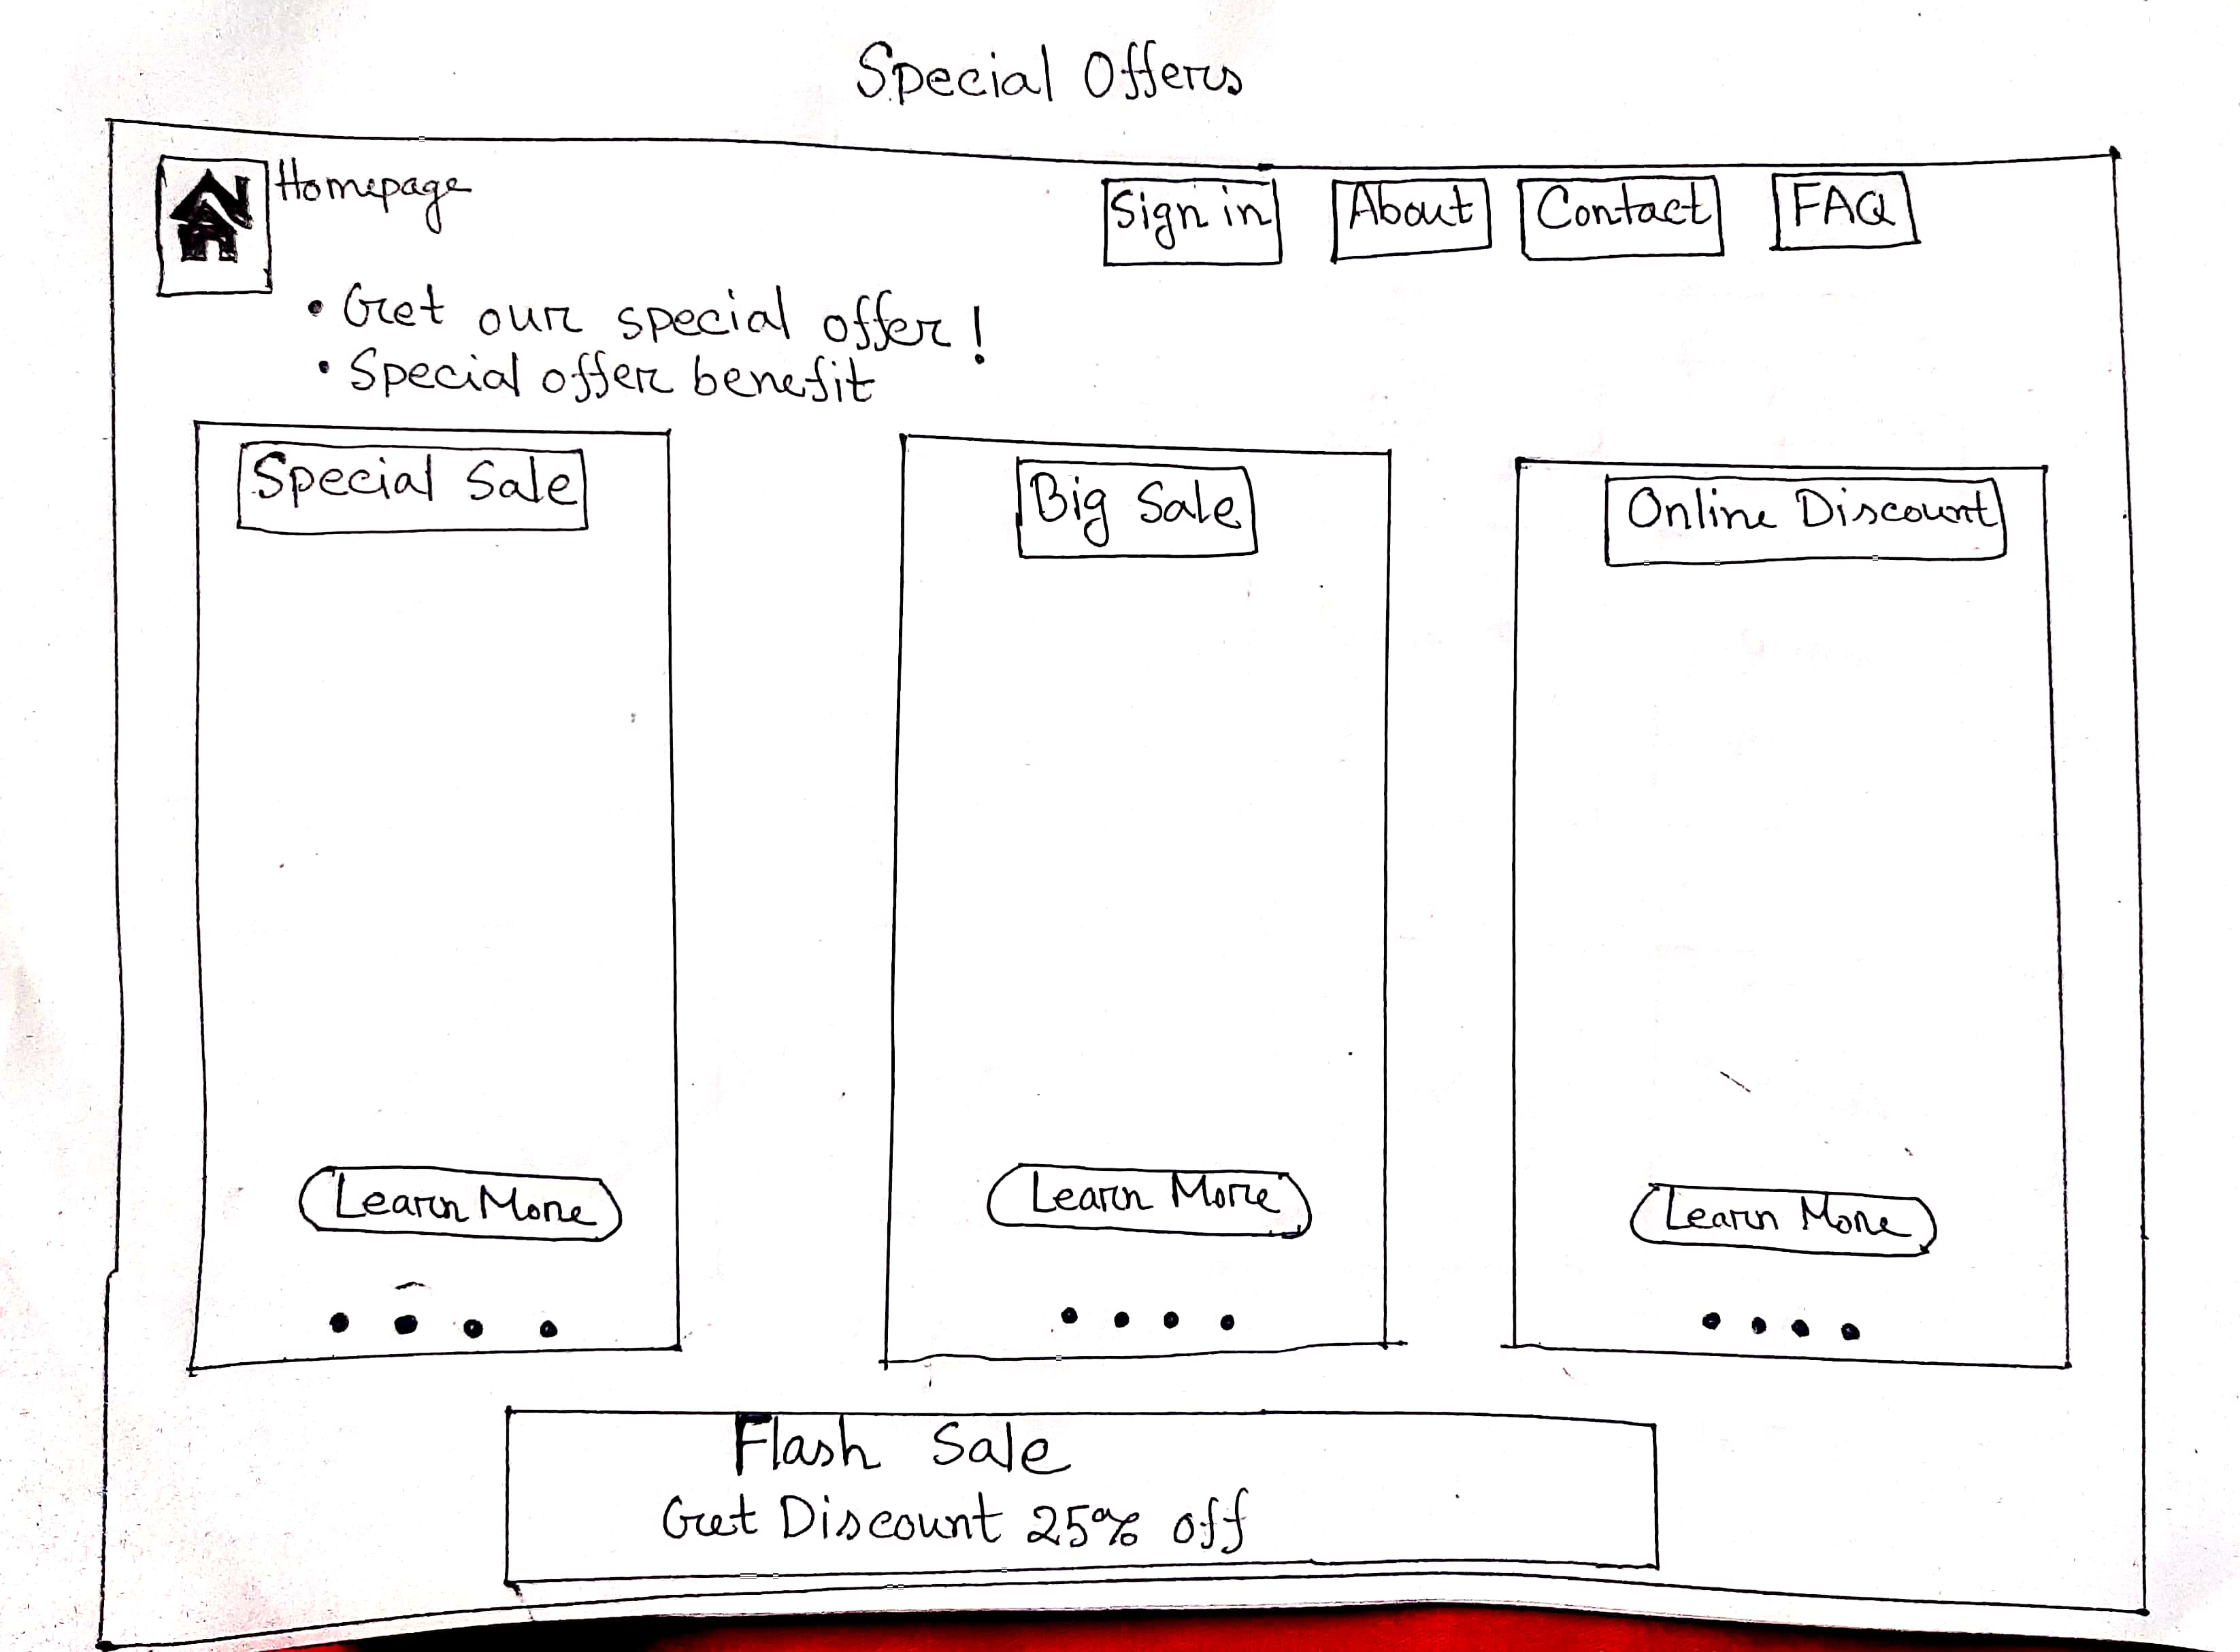 Special Offers
Homepage
Sign in
About
Contact
FAQ
• Get our special offer!
• Special offer benefit
Special Sale
Big Sale
Online Discount
Learn More
Learn More
Learn More
Flash Sale
Get Discount 25% off